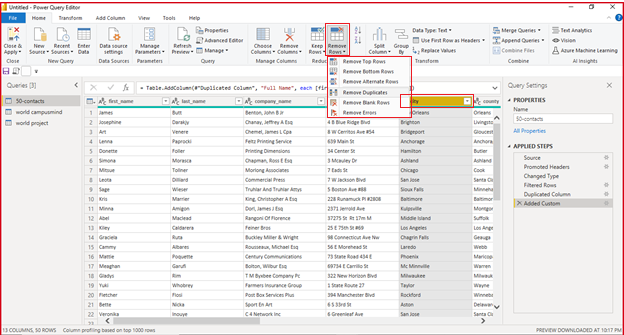 Untitled - Power Query Editor
File Home Transform Add Column View Tools Help
Close & Apply New Source Recent Sources Enter Data Data source settings Manage Parameters Refresh Preview Properties Advanced Editor Manage Choose Columns Remove Columns Keep Rows Remove Rows Split Column Group By Data Type: Text Use First Row as Headers Replace Values Merge Queries Append Queries Combine Files Text Analytics Vision Azure Machine Learning
Close New Query Data Sources Parameters Query Manage Columns Combine AI Insights
Remove Top Rows
Remove Bottom Rows
Remove Alternate Rows
Remove Duplicates
Remove Blank Rows
Remove Errors
Queries [3]
50-contacts
world campusmind
world project
= Table.AddColumn(#"Duplicated Column", "Full Name", each [fir
first_name last_name company_name city county
1 James Butt Benton, John B Jr Orleans Orleans
2 Josephine Darakjy Chanay, Jeffrey A Esq 4 B Blue Ridge Blvd Brighton Livingsto
3 Art Venere Chemel, James L Cpa 8 W Cerritos Ave #54 Bridgeport Gloucest
4 Lenna Paprocki Feltz Printing Service 639 Main St Anchorage Anchorag
5 Donette Foller Printing Dimensions 34 Center St Hamilton Butler
6 Simona Morasca Chapman, Ross E Esq 3 Mcauley Dr Ashland Ashland
7 Mitsue Tollner Morlong Associates 7 Eads St Chicago Cook
8 Leota Dilliard Commercial Press 7 W Jackson Blvd San Jose Santa Cl
9 Sage Wieser Truhlar And Truhlar Attys 5 Boston Ave #88 Sioux Falls Minneha
10 Kris Marrier King, Christopher A Esq 228 Runamuck Pl #2808 Baltimore Baltimor
11 Minna Amigon Dorl, James J Esq 2371 Jerrold Ave Kulpsville Montgor
12 Abel Maclead Rangoni Of Florence 37275 St Rt 17m M Middle Island Suffolk
13 Kiley Caldarera Feiner Bros 25 E 75th St #69 Los Angeles Los Ange
14 Graciela Ruta Buckley Miller & Wright 98 Connecticut Ave Nw Chagrin Falls Geauga
15 Cammy Albares Rousseaux, Michael Esq 56 E Morehead St Laredo Webb
16 Mattie Poquette Century Communications 73 State Road 434 E Phoenix Maricop
17 Meaghan Garufi Bolton, Wilbur Esq 69734 E Carrillo St Mc Minnville Warren
18 Gladys Rim T M Byxbee Company Pc 322 New Horizon Blvd Milwaukee Milwauke
19 Yuki Whobrey Farmers Insurance Group 1 State Route 27 Taylor Wayne
20 Fletcher Flosi Post Box Services Plus 394 Manchester Blvd Rockford Winneba
21 Bette Nicka Sport En Art 6 S 33rd St Aston Delawar
22 Veronika Inouye C 4 Network Inc 6 Greenleaf Ave San Jose Santa Cl
Query Settings
PROPERTIES
Name
50-contacts
All Properties
APPLIED STEPS
Source
Promoted Headers
Changed Type
Filtered Rows
Duplicated Column
Added Custom
13 COLUMNS, 50 ROWS Column profiling based on top 1000 rows PREVIEW DOWNLOADED AT 10:17 PM